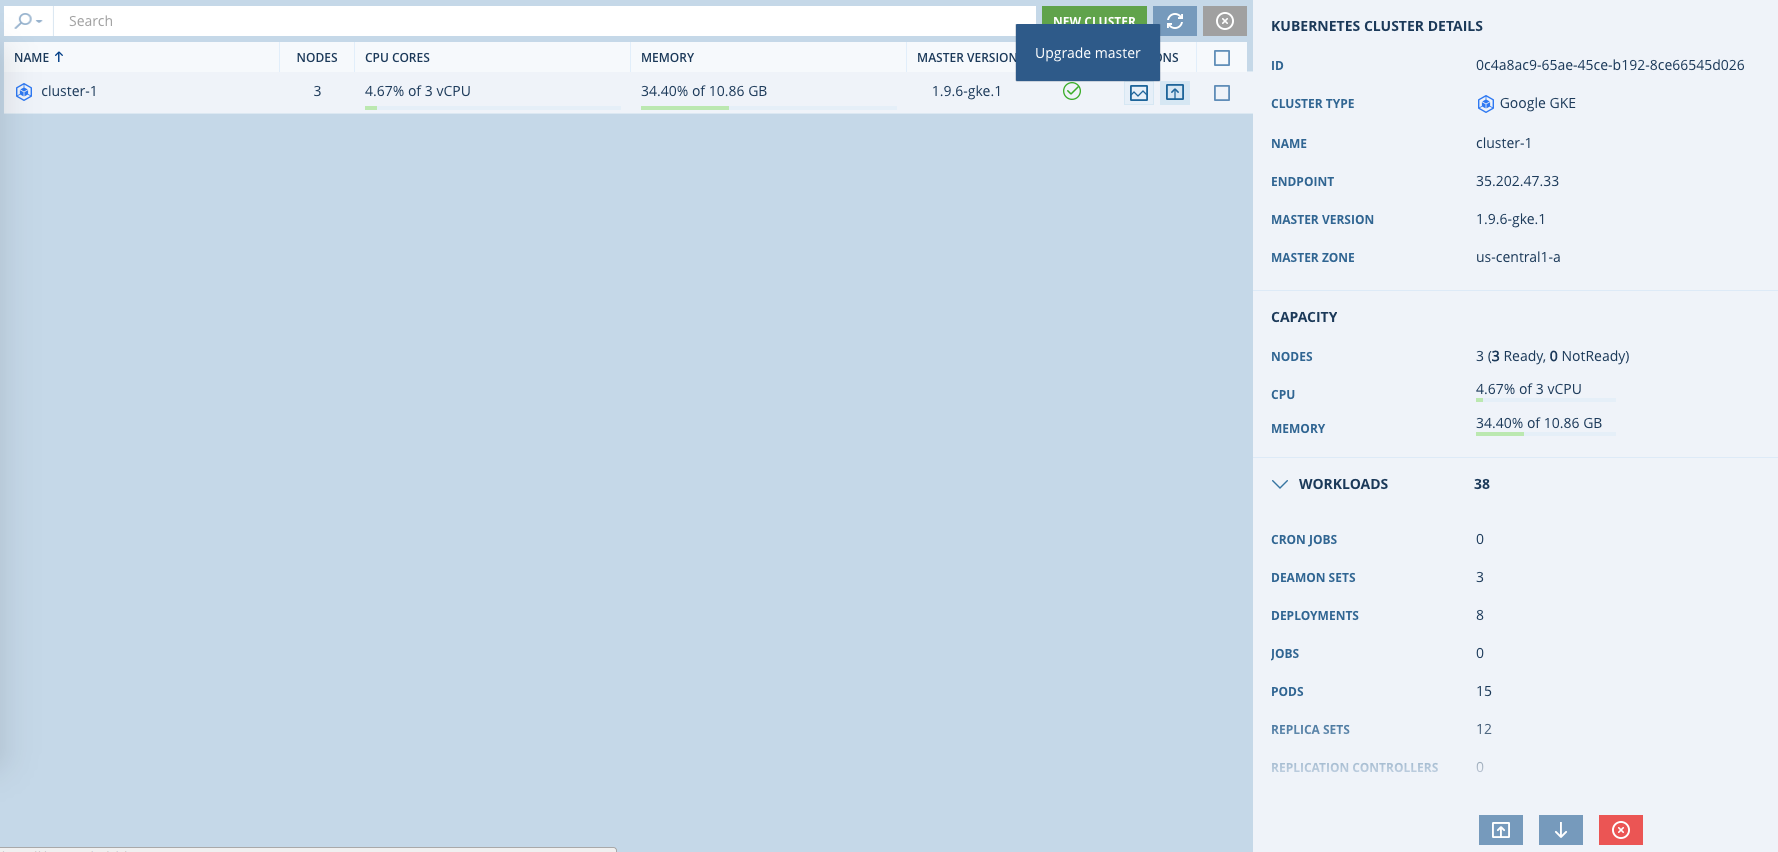 Search
NEW CLUSTER
Upgrade master
NAME NODES CPU CORES MEMORY MASTER VERSION
cluster-1 3 4.67% of 3 vCPU 34.40% of 10.86 GB 1.9.6-gke.1
KUBERNETES CLUSTER DETAILS
ID 0c4a8ac9-65ae-45ce-b192-8ce66545d026
CLUSTER TYPE Google GKE
NAME cluster-1
ENDPOINT 35.202.47.33
MASTER VERSION 1.9.6-gke.1
MASTER ZONE us-central1-a
CAPACITY
NODES 3 (3 Ready, 0 NotReady)
CPU 4.67% of 3 vCPU
MEMORY 34.40% of 10.86 GB
WORKLOADS 38
CRON JOBS 0
DEAMON SETS 3
DEPLOYMENTS 8
JOBS 0
PODS 15
REPLICA SETS 12
REPLICATION CONTROLLERS 0